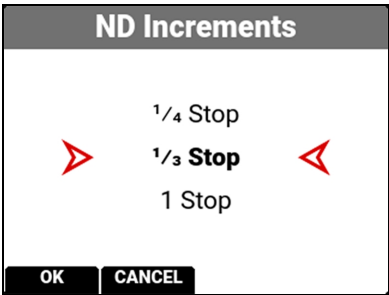 ND Increments
¹⁄₄ Stop
¹⁄₃ Stop
1 Stop
OK CANCEL